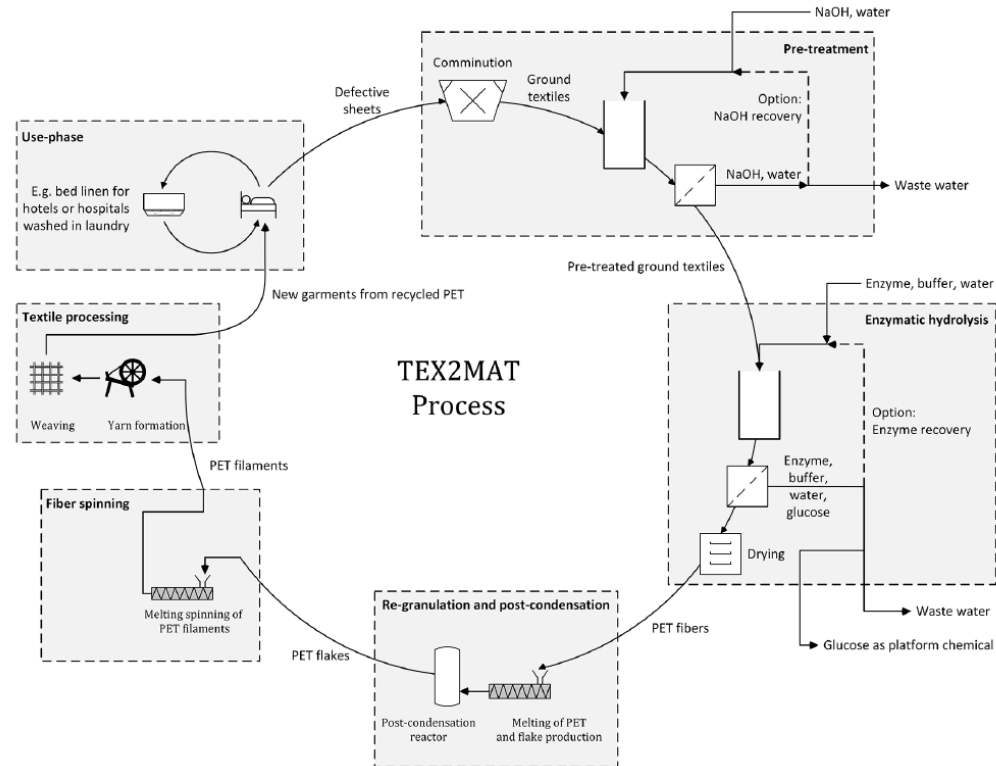 NaOH, water
Pre-treatment
Comminution
Ground
textiles
Defective
sheets
Option:
NaOH recovery
NaOH, water
Waste water
Use-phase
E.g. bed linen for
hotels or hospitals
washed in laundry
Pre-treated ground textiles
New garments from recycled PET
Enzyme, buffer, water
Enzymatic hydrolysis
Textile processing
Weaving
Yarn formation
TEX2MAT
Process
Option:
Enzyme recovery
Enzyme,
buffer,
water,
glucose
Drying
PET filaments
Fiber spinning
Melting spinning of
PET filaments
Waste water
Glucose as platform chemical
PET fibers
PET flakes
Re-granulation and post-condensation
Post-condensation
reactor
Melting of PET
and flake production